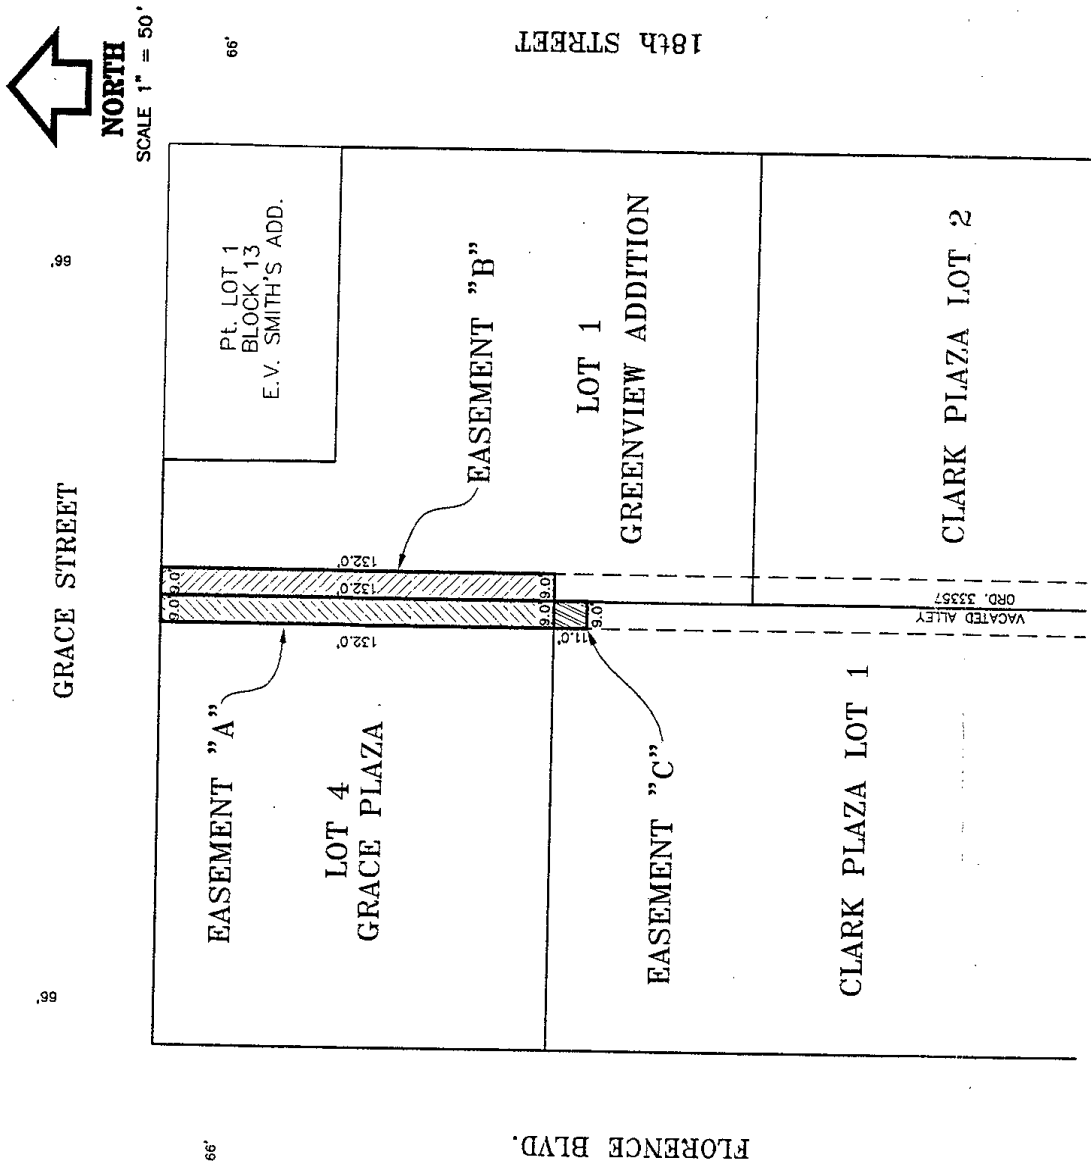 NORTH
SCALE 1" = 50'
66'
18th STREET
66'
GRACE STREET
66'
66'
FLORENCE BLVD.
Pt. LOT 1
BLOCK 13
E.V. SMITH'S ADD.
EASEMENT "B"
LOT 1
GREENVIEW ADDITION
CLARK PLAZA LOT 2
9.0'
132.0'
132.0'
9.0'
9.0'
9.0'
132.0'
11.0'
9.0'
ORD. 33357
VACATED ALLEY
EASEMENT "A"
LOT 4
GRACE PLAZA
EASEMENT "C"
CLARK PLAZA LOT 1